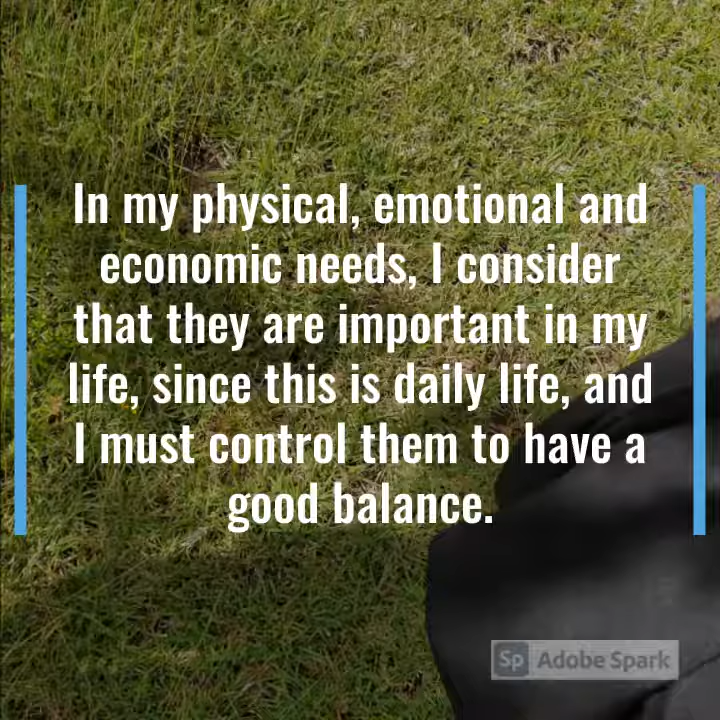 In my physical, emotional and
economic needs, I consider
that they are important in my
life, since this is daily life, and
I must control them to have a
good balance.
Sp Adobe Spark